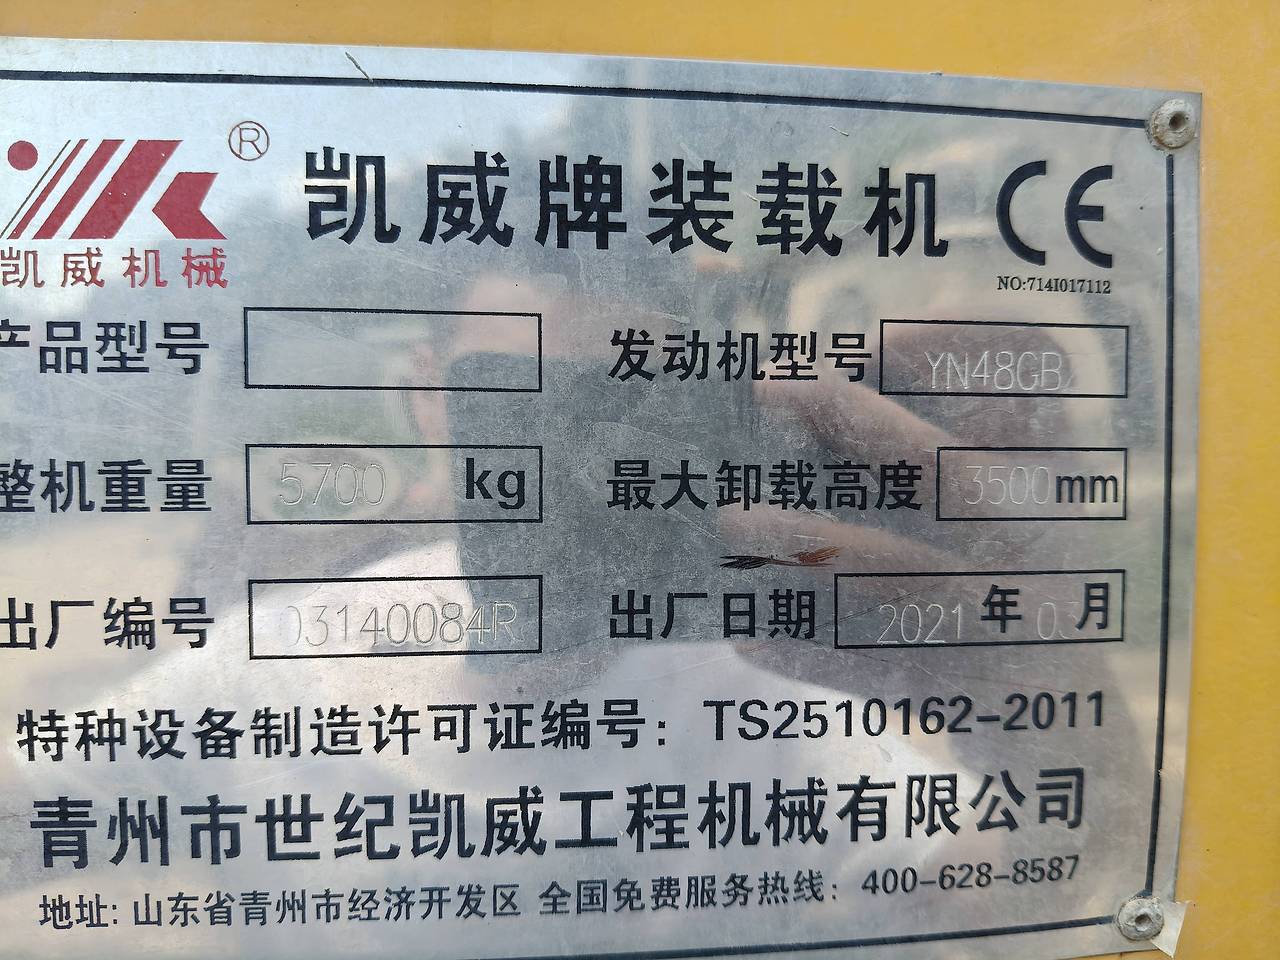 ®
凯威机械
凯威牌装载机 CE
NO:714I017112
产品型号 发动机型号 YN48GBZ
整机重量 5700 kg 最大卸载高度 3500mm
出厂编号 03140084R 出厂日期 2021 年 03 月
特种设备制造许可证编号: TS2510162-2011
青州市世纪凯威工程机械有限公司
地址: 山东省青州市经济开发区 全国免费服务热线: 400-628-8587